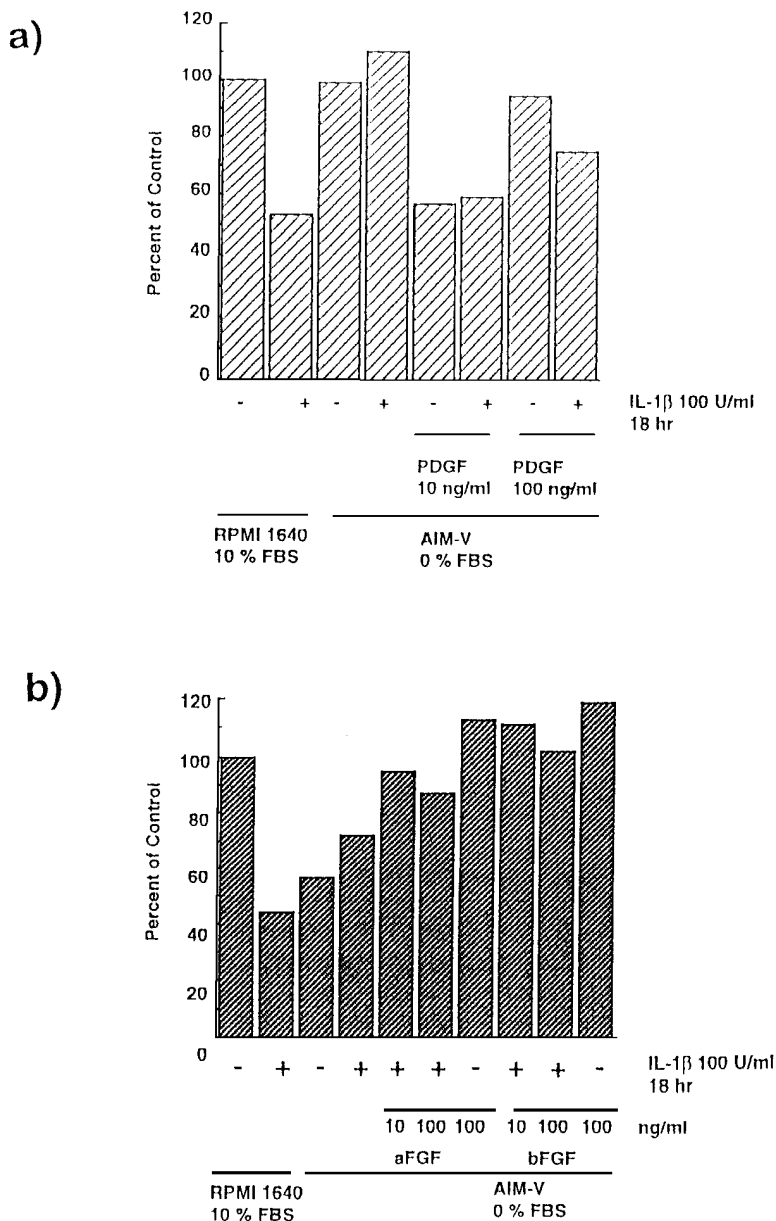 a)
120
100
80
60
40
20
0
Percent of Control
- + - + - + - +
IL-1β 100 U/ml
18 hr
PDGF
10 ng/ml
PDGF
100 ng/ml
RPMI 1640
10 % FBS
AIM-V
0 % FBS
b)
120
100
80
60
40
20
0
Percent of Control
- + - + + + - + + -
IL-1β 100 U/ml
18 hr
10 100 100 10 100 100 ng/ml
aFGF bFGF
RPMI 1640
10 % FBS
AIM-V
0 % FBS